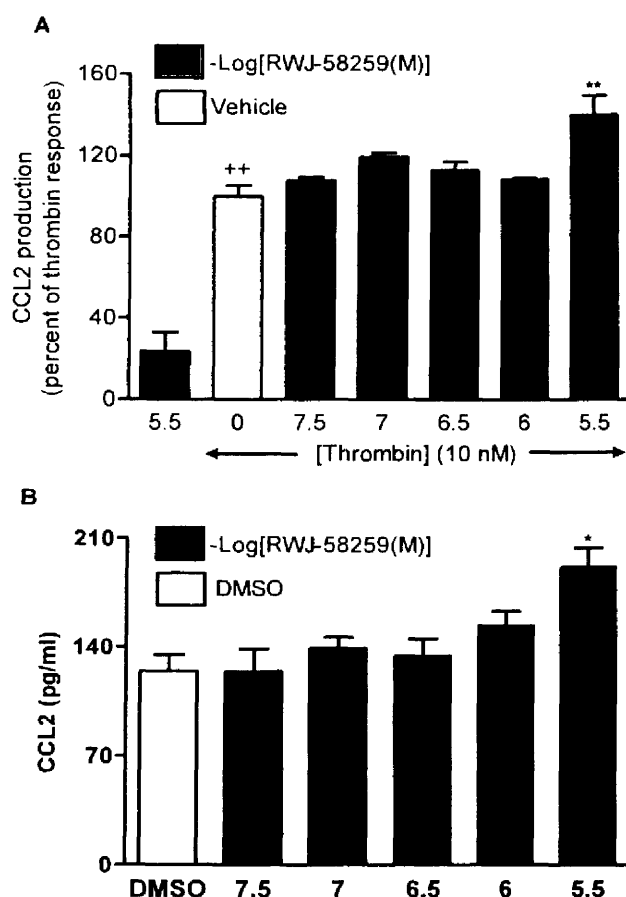 A
-Log[RWJ-58259(M)]
Vehicle
CCL2 production
(percent of thrombin response)
160
120
80
40
0
++
**
5.5 0 7.5 7 6.5 6 5.5
[Thrombin] (10 nM)
B
-Log[RWJ-58259(M)]
DMSO
CCL2 (pg/ml)
210
140
70
0
*
DMSO 7.5 7 6.5 6 5.5